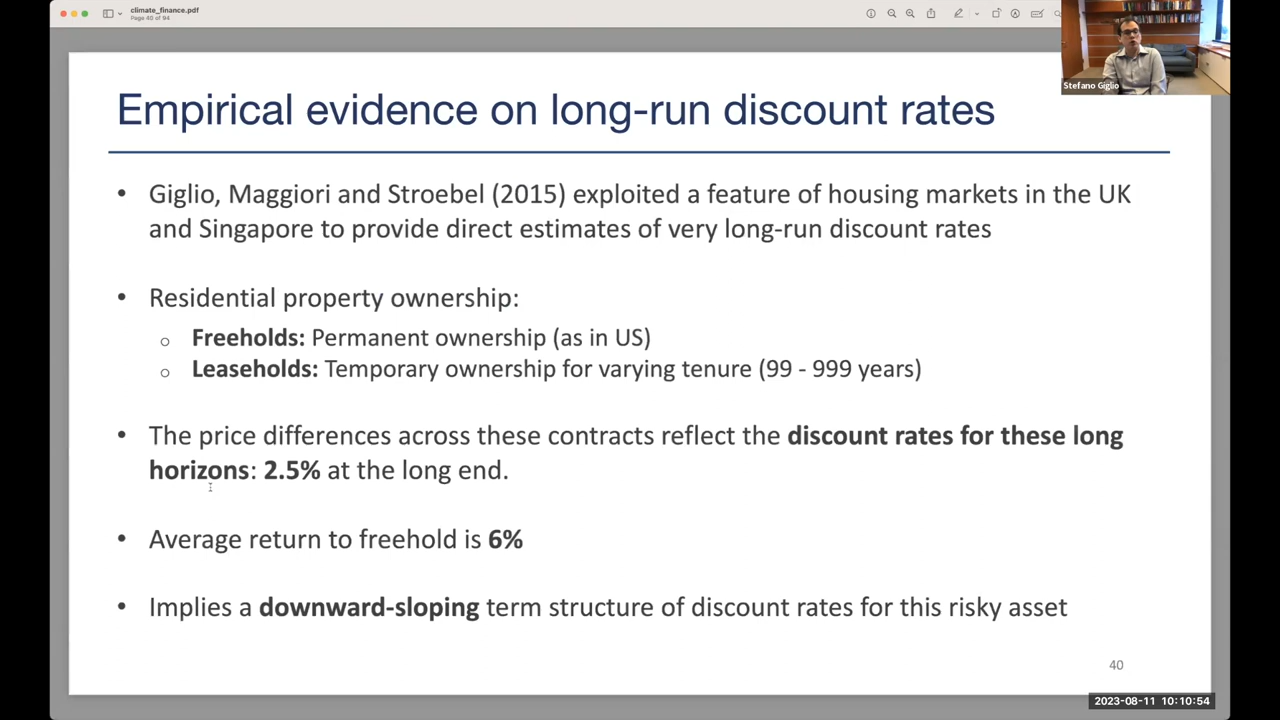 climate_finance.pdf
Page 40 of 94
Stefano Giglio
Empirical evidence on long-run discount rates
• Giglio, Maggiori and Stroebel (2015) exploited a feature of housing markets in the UK
and Singapore to provide direct estimates of very long-run discount rates
• Residential property ownership:
o Freeholds: Permanent ownership (as in US)
o Leaseholds: Temporary ownership for varying tenure (99 - 999 years)
• The price differences across these contracts reflect the discount rates for these long
horizons: 2.5% at the long end.
• Average return to freehold is 6%
• Implies a downward-sloping term structure of discount rates for this risky asset
40
2023-08-11 10:10:54